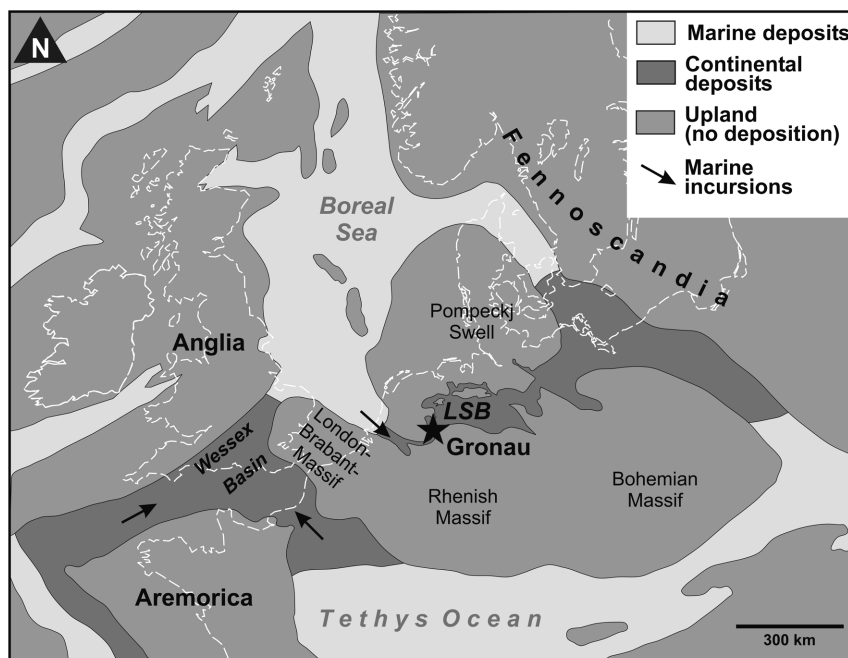 N
Marine deposits
Continental
deposits
Upland
(no deposition)
Marine
incursions
Fennoscandia
Boreal
Sea
Pompeckj
Swell
Anglia
LSB
Gronau
London-
Brabant-
Massif
Wessex
Basin
Rhenish
Massif
Bohemian
Massif
Aremorica
Tethys Ocean
300 km